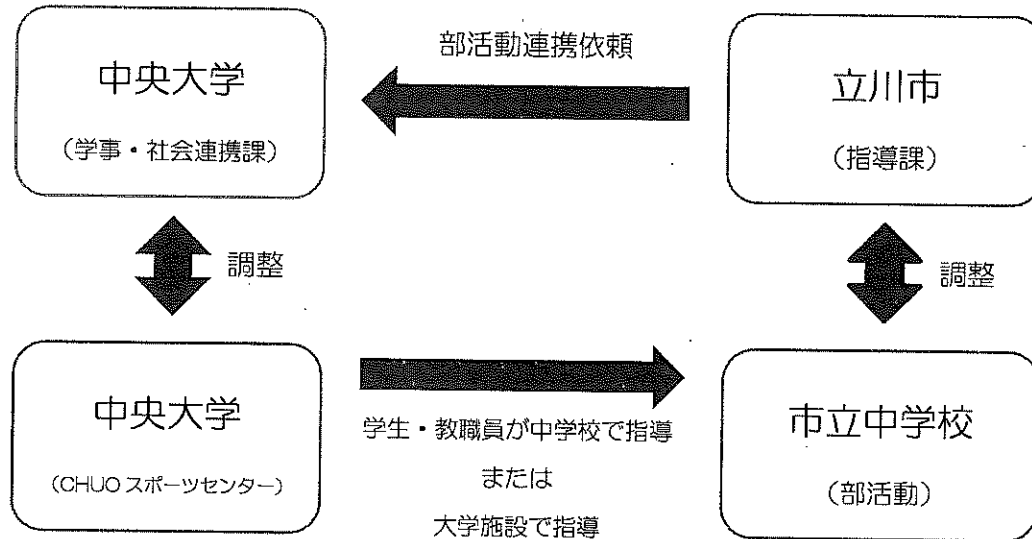 部活動連携依頼
中央大学
(学事・社会連携課)
立川市
(指導課)
調整
調整
中央大学
(CHUOスポーツセンター)
学生・教職員が中学校で指導
または
大学施設で指導
市立中学校
(部活動)